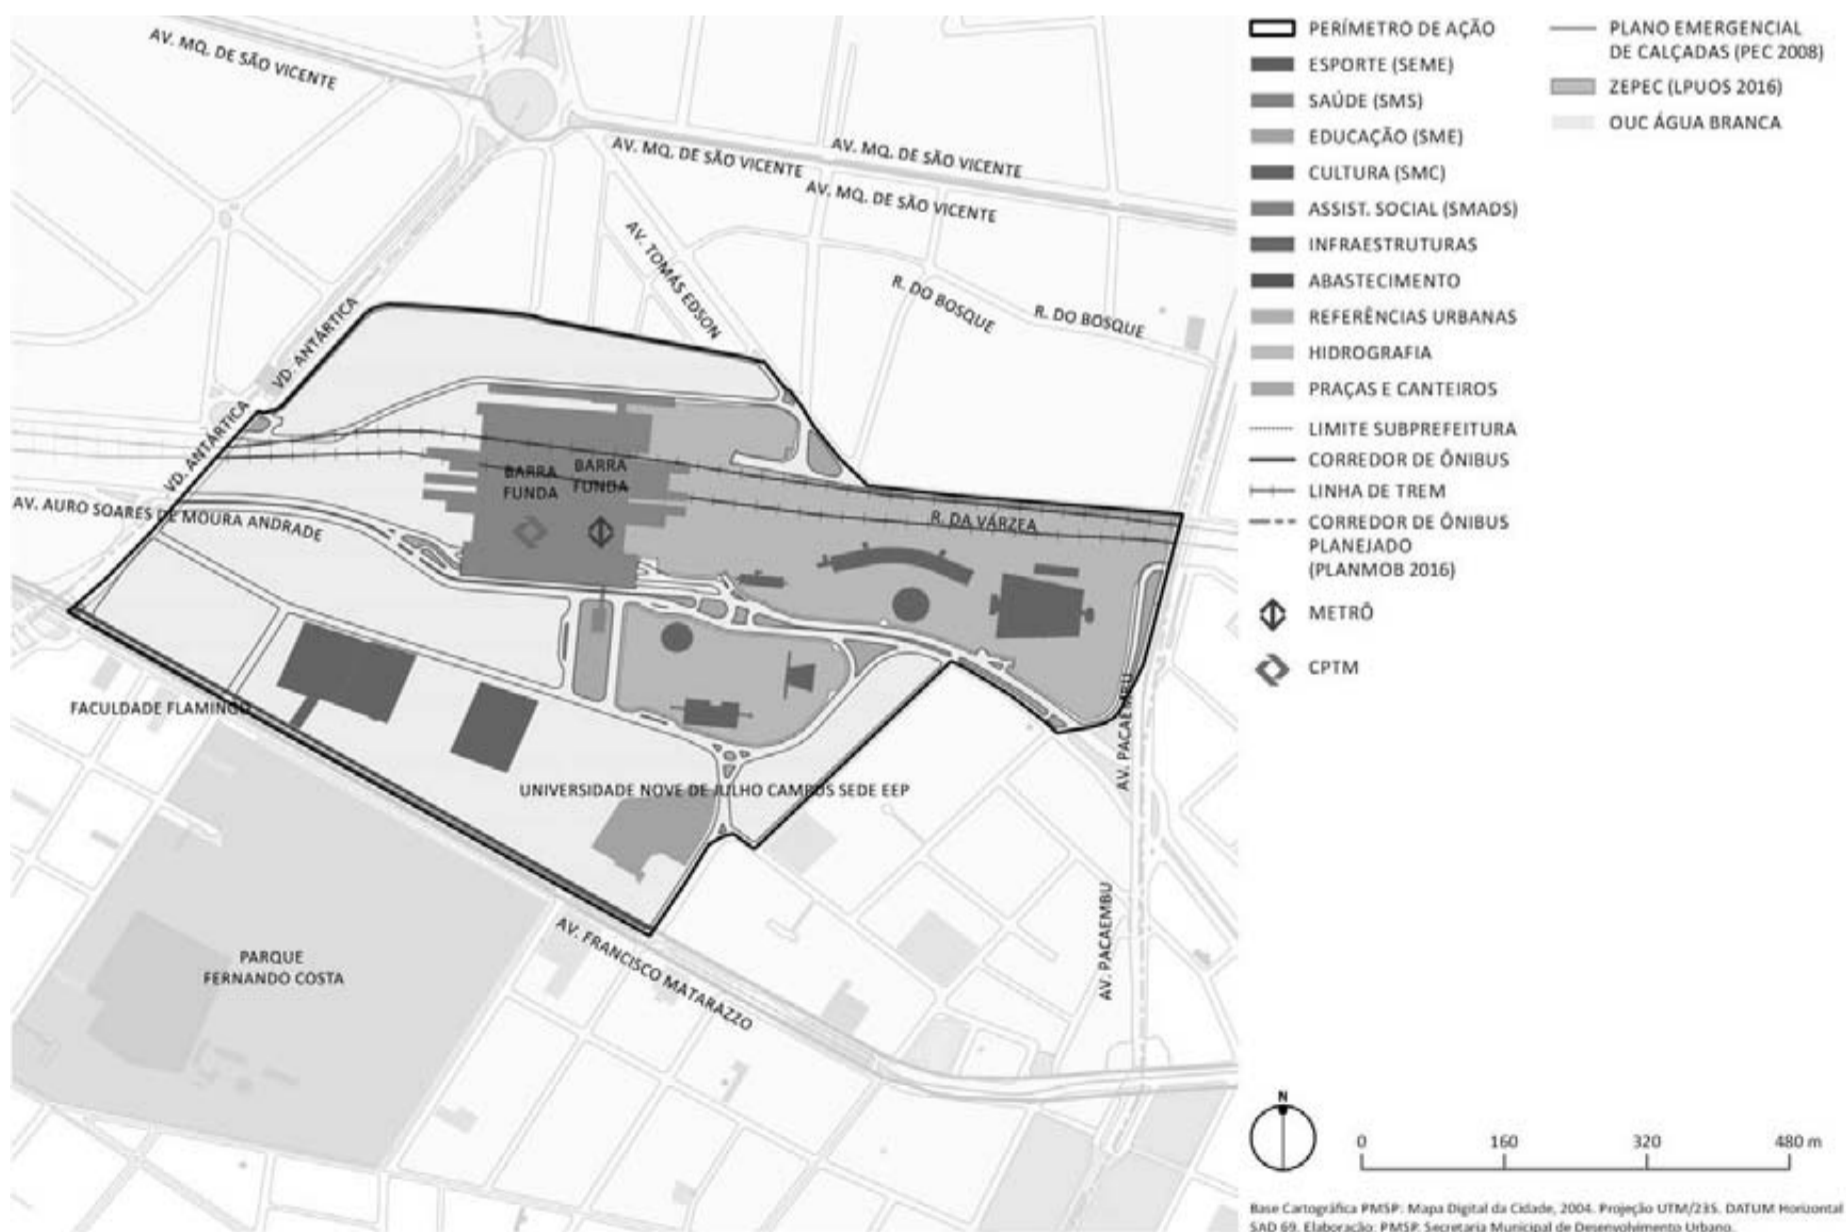 AV. MQ. DE SÃO VICENTE
AV. MQ. DE SÃO VICENTE
AV. MQ. DE SÃO VICENTE
AV. MQ. DE SÃO VICENTE
AV. TOMÁS EDSON
R. DO BOSQUE
R. DO BOSQUE
VD. ANTÁRTICA
VD. ANTÁRTICA
BARRA
FUNDA
BARRA
FUNDA
AV. AURO SOARES DE MOURA ANDRADE
R. DA VÁRZEA
FACULDADE FLAMINGO
UNIVERSIDADE NOVE DE JULHO CAMPUS SEDE EEP
AV. PACAEMBU
AV. PACAEMBU
AV. FRANCISCO MATARAZZO
PARQUE
FERNANDO COSTA
PERÍMETRO DE AÇÃO
ESPORTE (SEME)
SAÚDE (SMS)
EDUCAÇÃO (SME)
CULTURA (SMC)
ASSIST. SOCIAL (SMADS)
INFRAESTRUTURAS
ABASTECIMENTO
REFERÊNCIAS URBANAS
HIDROGRAFIA
PRAÇAS E CANTEIROS
LIMITE SUBPREFEITURA
CORREDOR DE ÔNIBUS
LINHA DE TREM
CORREDOR DE ÔNIBUS
PLANEJADO
(PLANMOB 2016)
METRÔ
CPTM
PLANO EMERGENCIAL
DE CALÇADAS (PEC 2008)
ZEPEC (LPUOS 2016)
OUC ÁGUA BRANCA
N
0 160 320 480 m
Base Cartográfica PMSP: Mapa Digital da Cidade, 2004. Projeção UTM/23S. DATUM Horizontal
SAD 69. Elaboração: PMSP. Secretaria Municipal de Desenvolvimento Urbano.